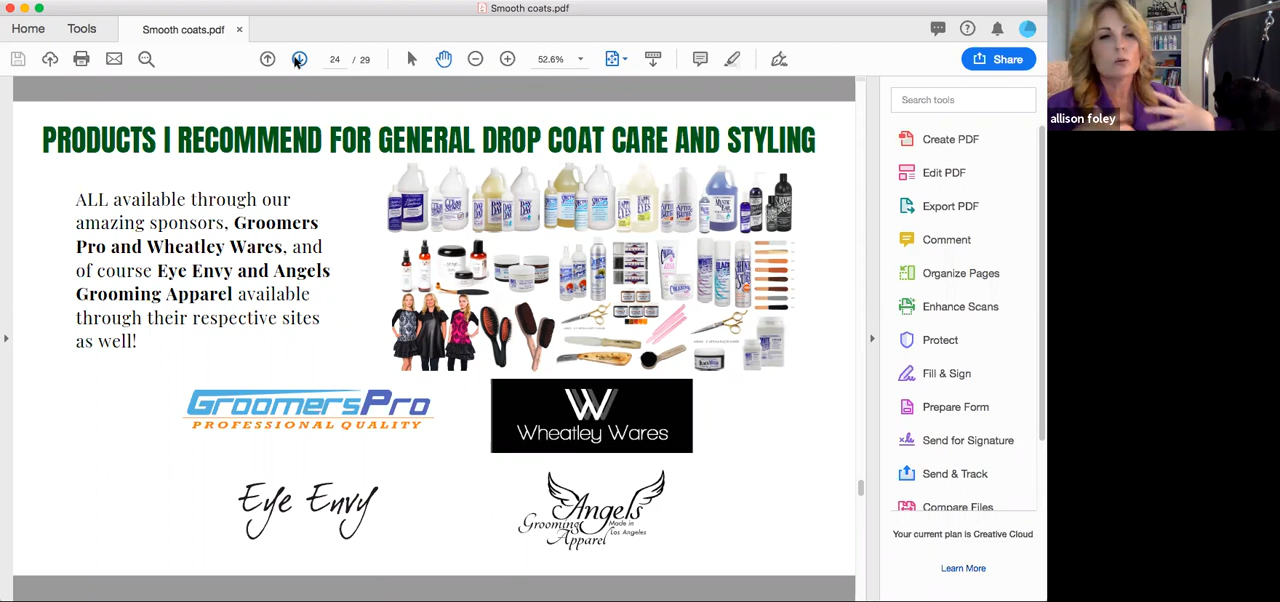 Smooth coats.pdf
Home
Tools
Smooth coats.pdf
24 / 29
52.6%
Share
allison foley
Search tools
Create PDF
Edit PDF
Export PDF
Comment
Organize Pages
Enhance Scans
Protect
Fill & Sign
Prepare Form
Send for Signature
Send & Track
Compare Files
Your current plan is Creative Cloud
Learn More
PRODUCTS I RECOMMEND FOR GENERAL DROP COAT CARE AND STYLING
ALL available through our
amazing sponsors, Groomers
Pro and Wheatley Wares, and
of course Eye Envy and Angels
Grooming Apparel available
through their respective sites
as well!
GROOMERSPRO
PROFESSIONAL QUALITY
W
Wheatley Wares
Eye Envy
Angels
Grooming
Apparel
Made in
Los Angeles